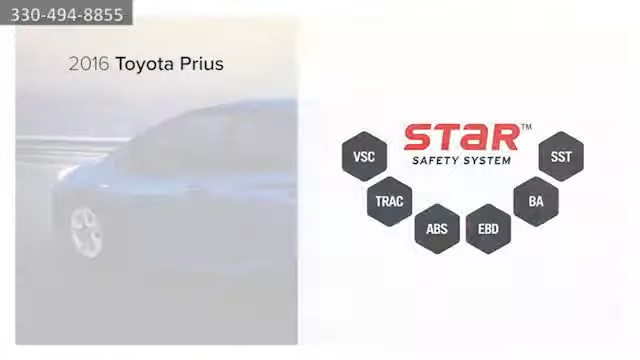 330-494-8855
2016 Toyota Prius
STAR™
SAFETY SYSTEM
VSC
SST
TRAC
BA
ABS
EBD